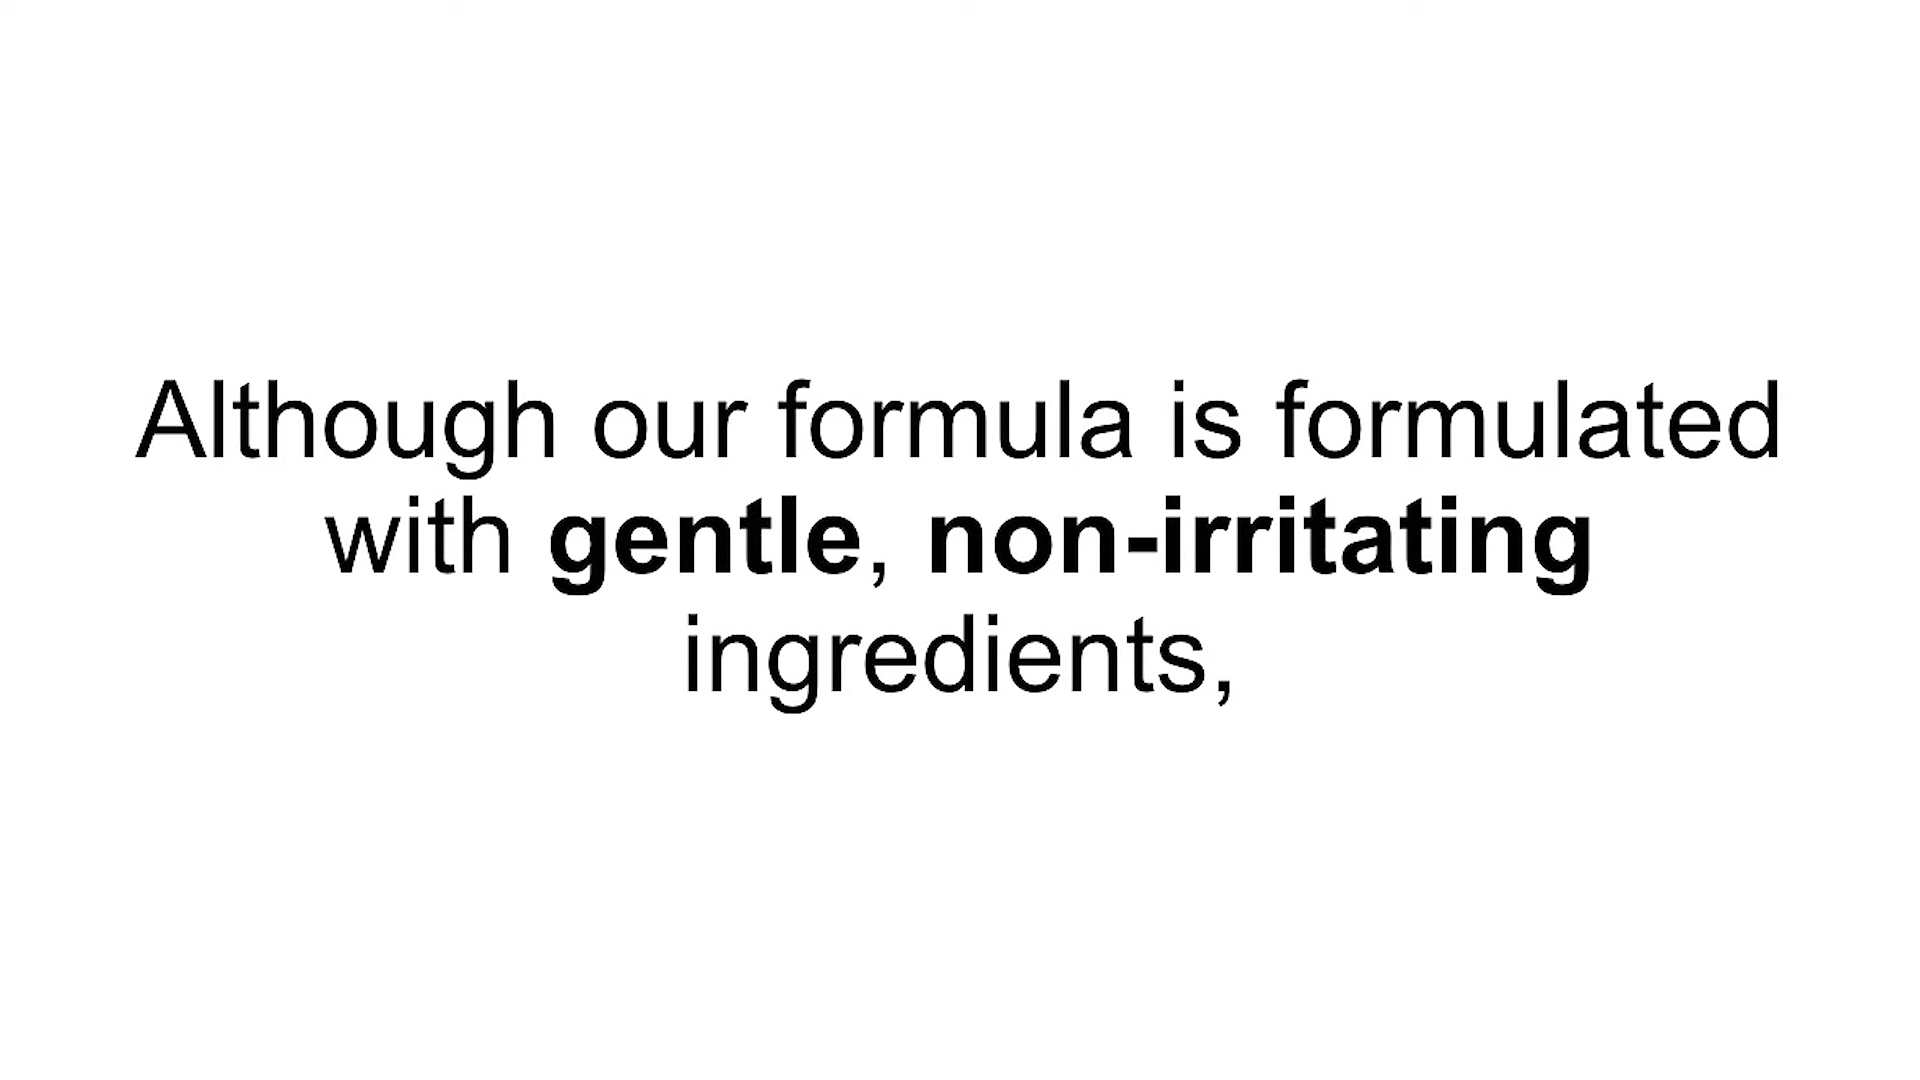 Although our formula is formulated
with gentle, non-irritating
ingredients,